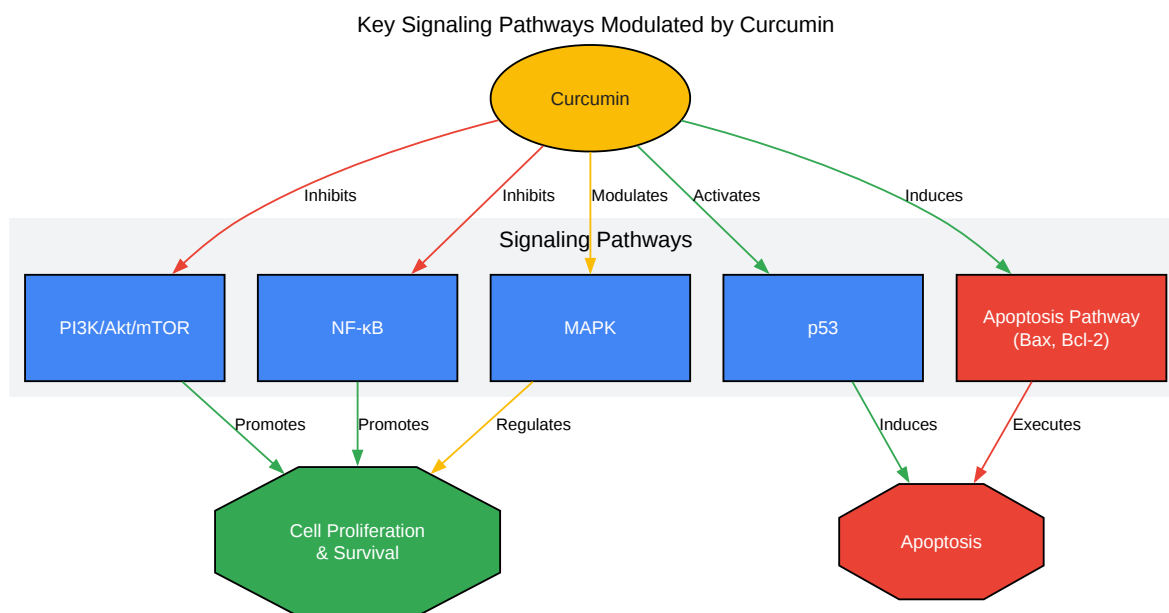 Key Signaling Pathways Modulated by Curcumin
Curcumin
Inhibits
Inhibits
Modulates
Activates
Induces
Signaling Pathways
PI3K/Akt/mTOR
NF-κB
MAPK
p53
Apoptosis Pathway
(Bax, Bcl-2)
Promotes
Promotes
Regulates
Induces
Executes
Cell Proliferation
& Survival
Apoptosis